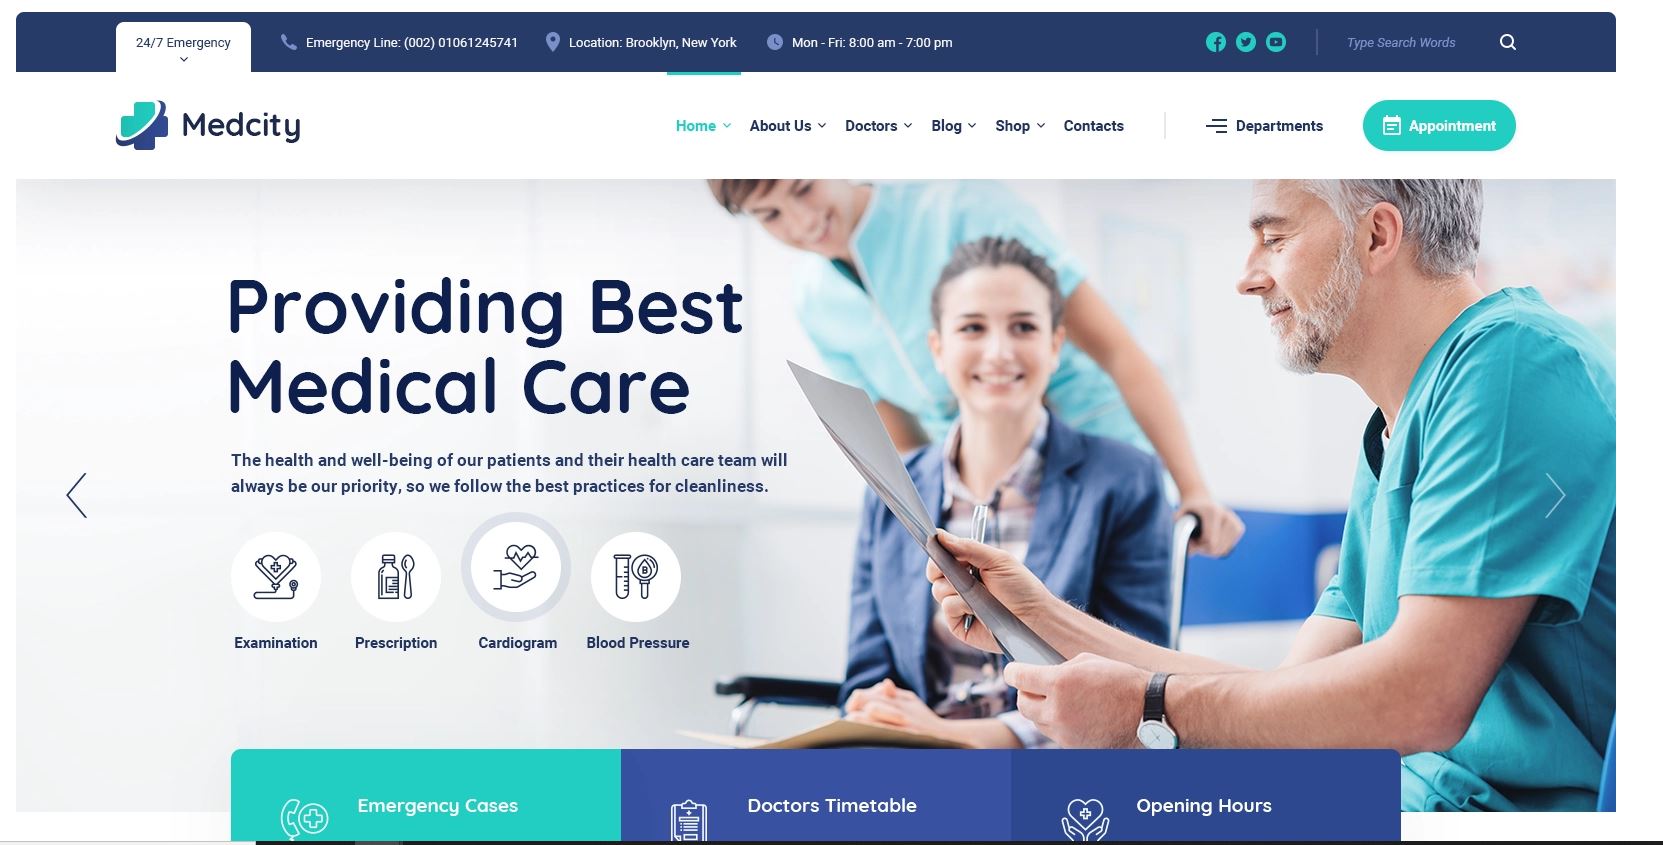 24/7 Emergency
Emergency Line: (002) 01061245741
Location: Brooklyn, New York
Mon - Fri: 8:00 am - 7:00 pm
Type Search Words
Medcity
Home
About Us
Doctors
Blog
Shop
Contacts
Departments
Appointment
Providing Best
Medical Care
The health and well-being of our patients and their health care team will
always be our priority, so we follow the best practices for cleanliness.
Examination
Prescription
Cardiogram
Blood Pressure
Emergency Cases
Doctors Timetable
Opening Hours